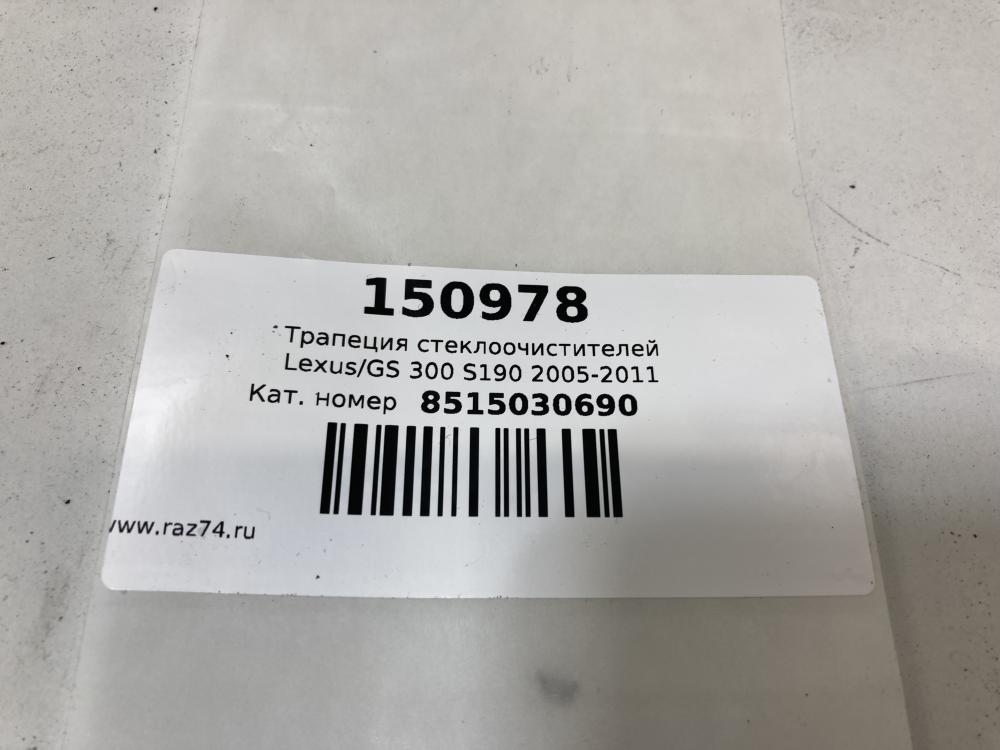 150978
Трапеция стеклоочистителей
Lexus/GS 300 S190 2005-2011
Кат. номер 8515030690
www.raz74.ru